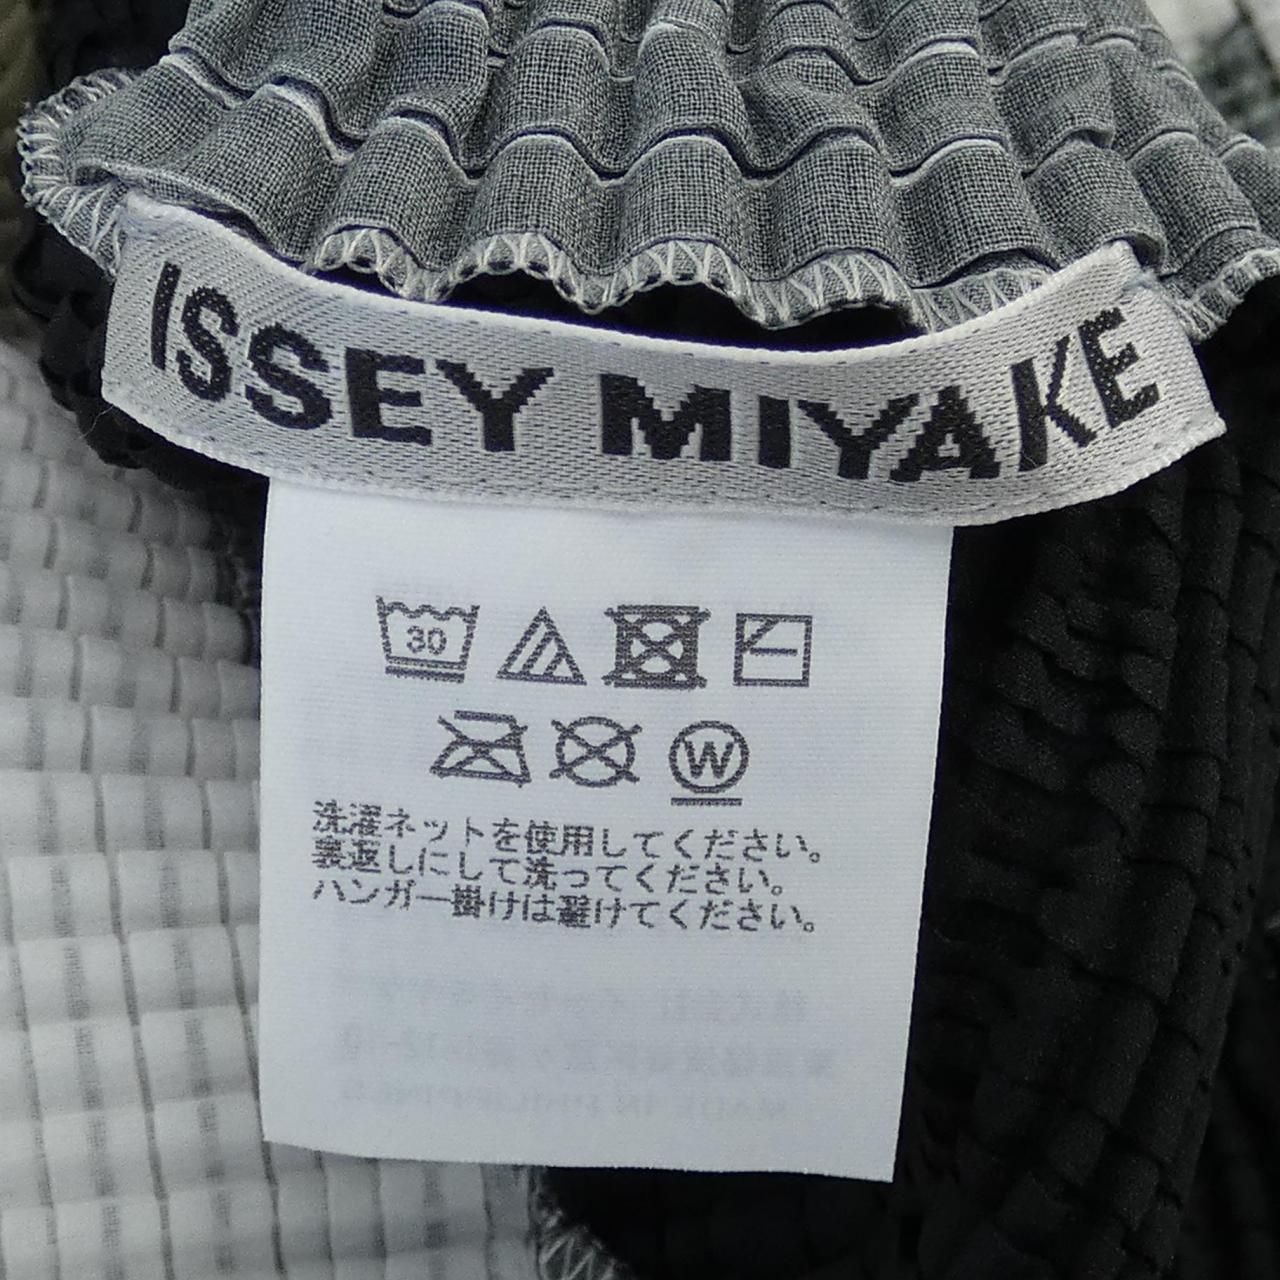 ISSEY MIYAKE
30
W
洗濯ネットを使用してください。
裏返しにして洗ってください。
ハンガー掛けは避けてください。